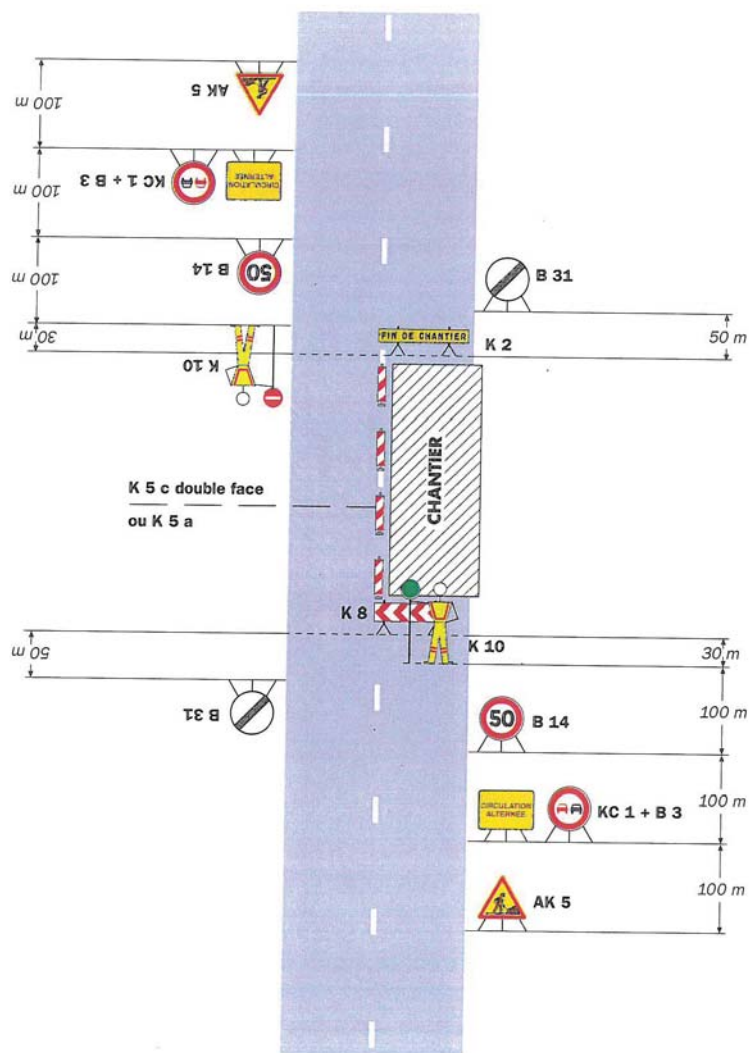 100 m
AK 5
100 m
KC 1 + B 3
CIRCULATION
ALTERNÉE
100 m
B 14
50
30 m
K 10
B 31
50 m
FIN DE CHANTIER
K 2
CHANTIER
K 5 c double face
ou K 5 a
K 8
K 10
30 m
50 m
B 31
50
B 14
100 m
CIRCULATION
ALTERNÉE
KC 1 + B 3
100 m
AK 5
100 m